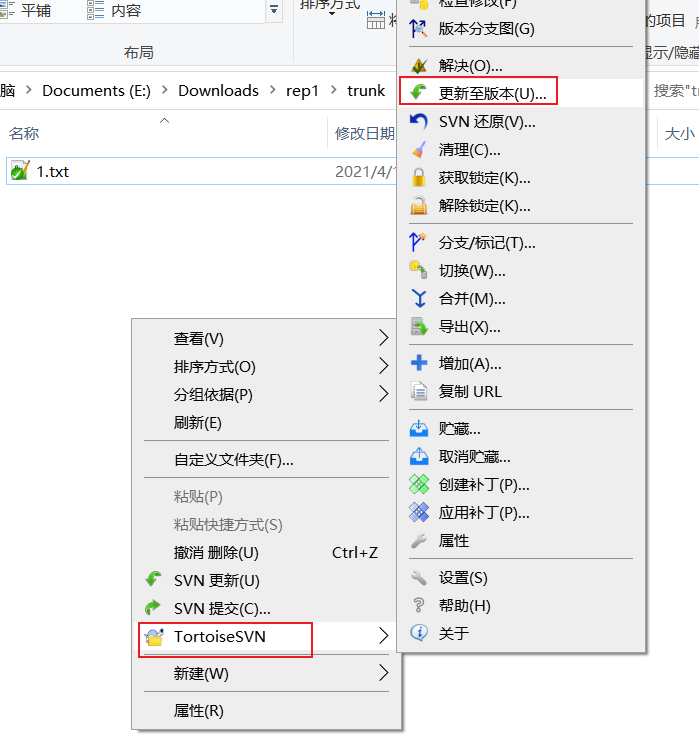 平铺
内容
排序方式
布局
脑 > Documents (E:) > Downloads > rep1 > trunk
搜索"t
名称
修改日期
大小
1.txt
2021/4/1
的项目
显示/隐藏
检查修改(F)
版本分支图(G)
解决(O)...
更新至版本(U)...
SVN 还原(V)...
清理(C)...
获取锁定(K)...
解除锁定(K)...
分支/标记(T)...
切换(W)...
合并(M)...
导出(X)...
增加(A)...
复制 URL
贮藏...
取消贮藏...
创建补丁(P)...
应用补丁(P)...
属性
设置(S)
帮助(H)
关于
查看(V)
排序方式(O)
分组依据(P)
刷新(E)
自定义文件夹(F)...
粘贴(P)
粘贴快捷方式(S)
撤消 删除(U) Ctrl+Z
SVN 更新(U)
SVN 提交(C)...
TortoiseSVN
新建(W)
属性(R)